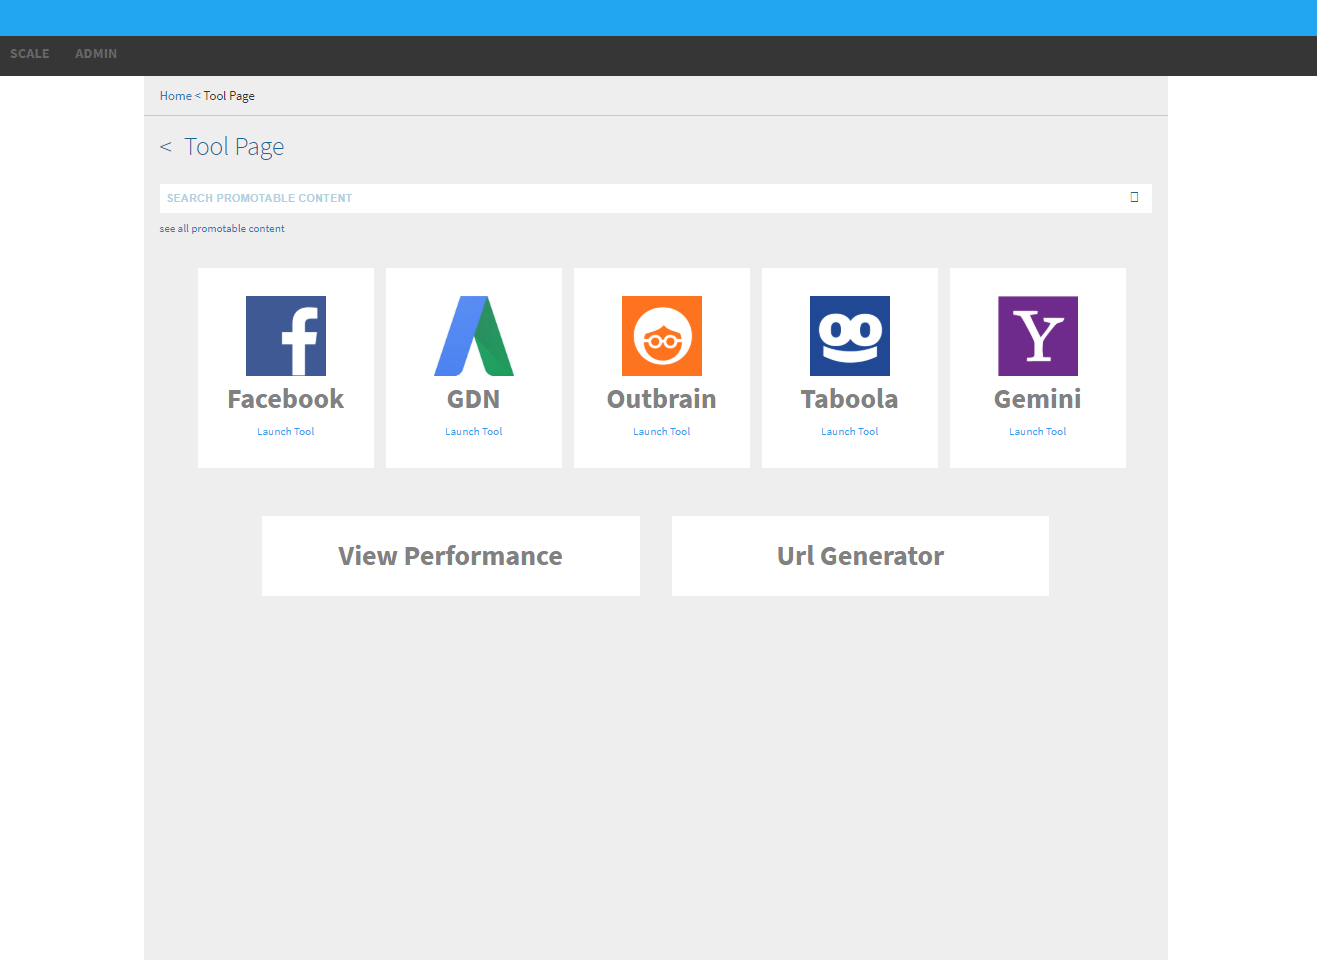 SCALE ADMIN
Home < Tool Page
< Tool Page
SEARCH PROMOTABLE CONTENT
see all promotable content
Facebook GDN Outbrain Taboola Gemini
Launch Tool Launch Tool Launch Tool Launch Tool Launch Tool
View Performance Url Generator